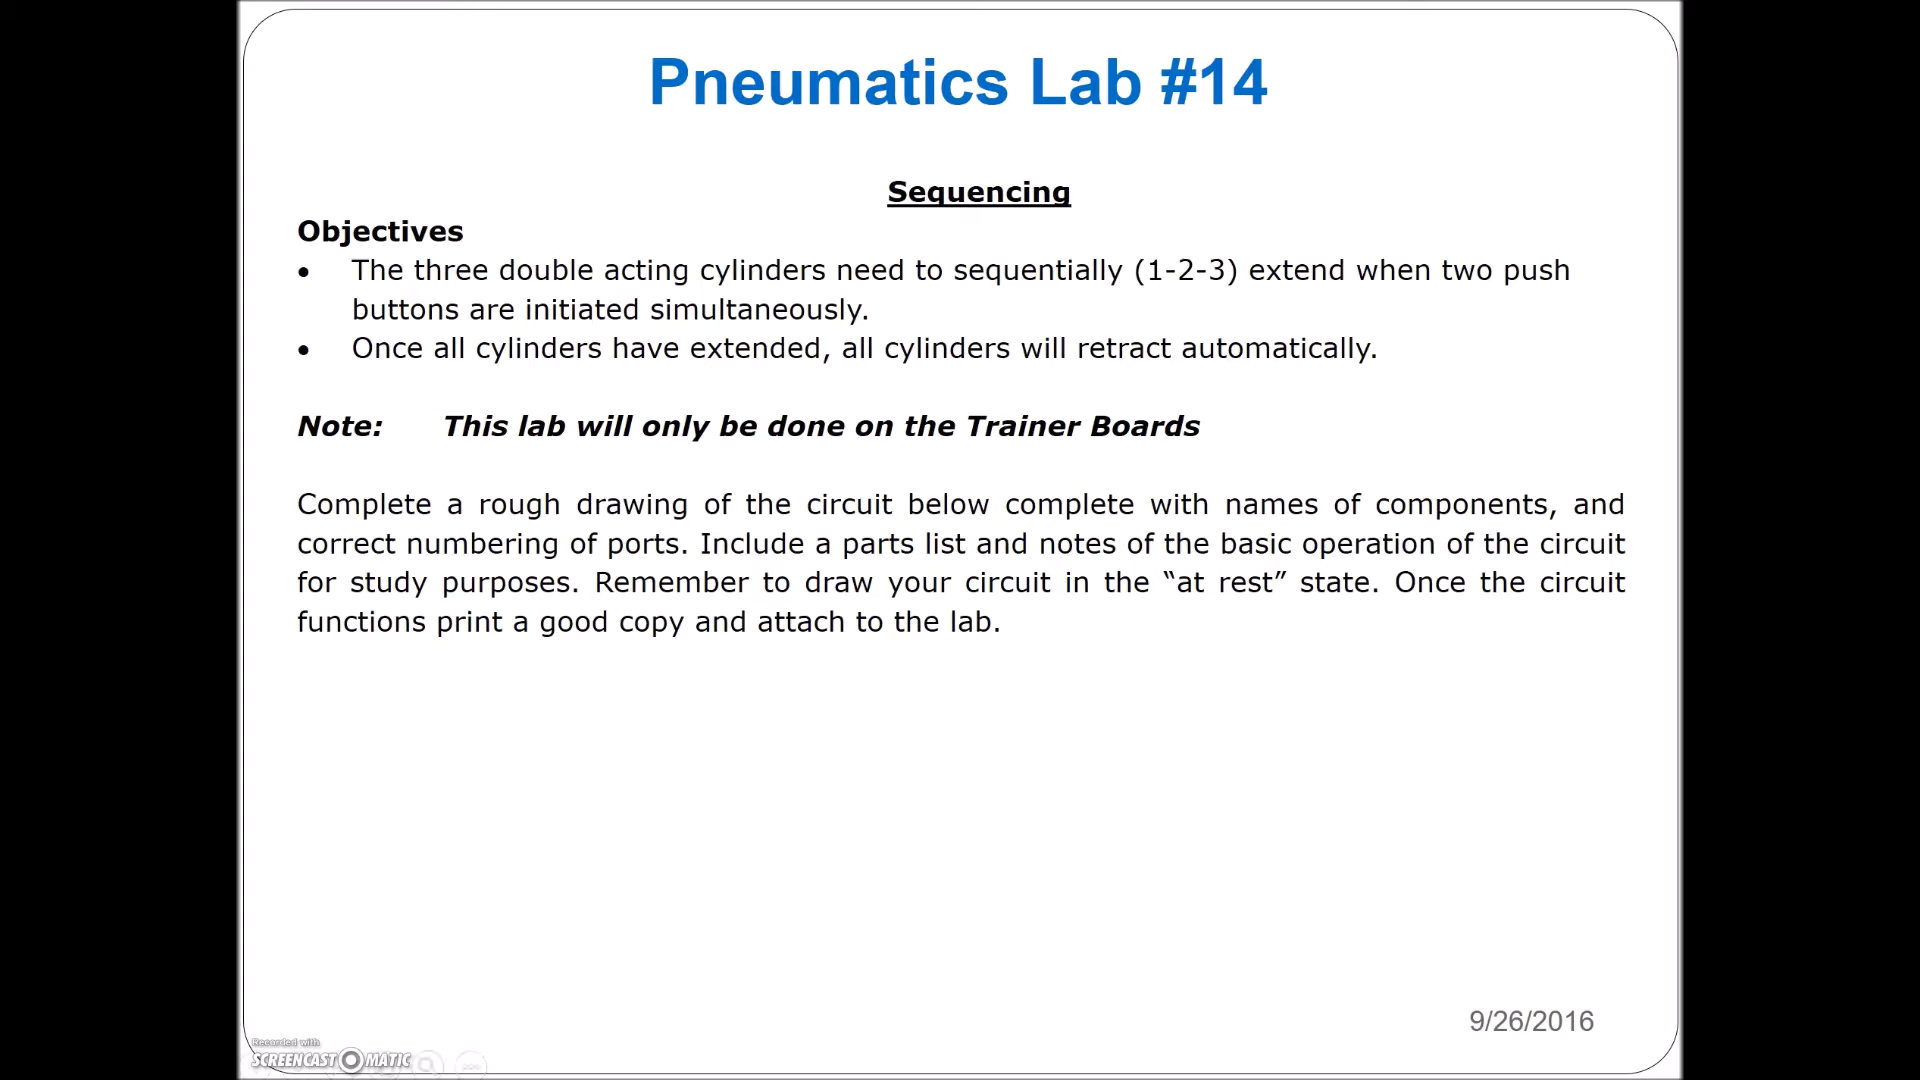 Pneumatics Lab #14
Sequencing
Objectives
• The three double acting cylinders need to sequentially (1-2-3) extend when two push
buttons are initiated simultaneously.
• Once all cylinders have extended, all cylinders will retract automatically.
Note: This lab will only be done on the Trainer Boards
Complete a rough drawing of the circuit below complete with names of components, and
correct numbering of ports. Include a parts list and notes of the basic operation of the circuit
for study purposes. Remember to draw your circuit in the “at rest” state. Once the circuit
functions print a good copy and attach to the lab.
9/26/2016
Recorded with
SCREENCAST MATIC